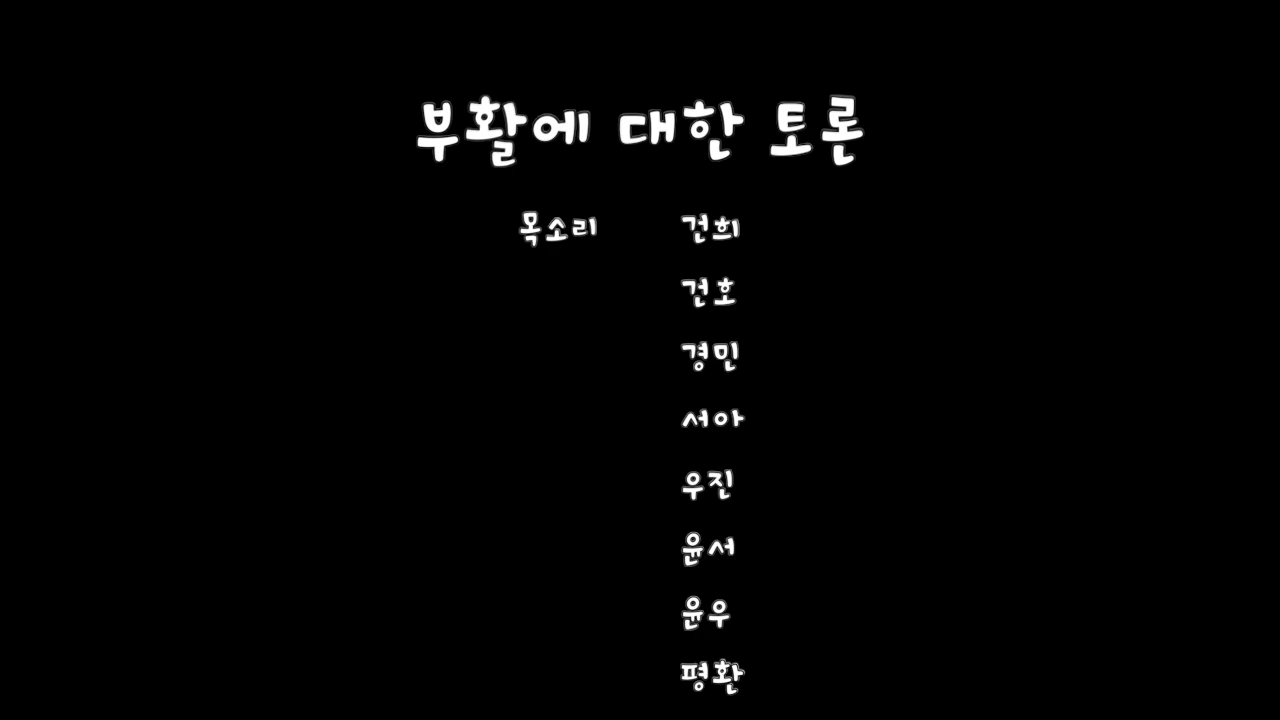 부활에 대한 토론
목소리 건희
건호
경민
서아
우진
윤서
윤우
평환